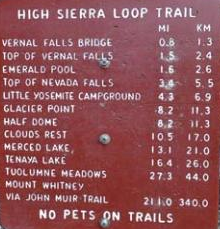 HIGH SIERRA LOOP TRAIL
MI KM
VERNAL FALLS BRIDGE 0.8 1.3
TOP OF VERNAL FALLS 1.5 2.4
EMERALD POOL 1.6 2.6
TOP OF NEVADA FALLS 3.4 5.5
LITTLE YOSEMITE CAMPGROUND 4.3 6.9
GLACIER POINT 8.2 11.3
HALF DOME 8.2 11.3
CLOUDS REST 10.5 17.0
MERCED LAKE 13.1 21.0
TENAYA LAKE 16.4 26.0
TUOLUMNE MEADOWS 27.3 44.0
MOUNT WHITNEY
VIA JOHN MUIR TRAIL 211.0 340.0
NO PETS ON TRAILS